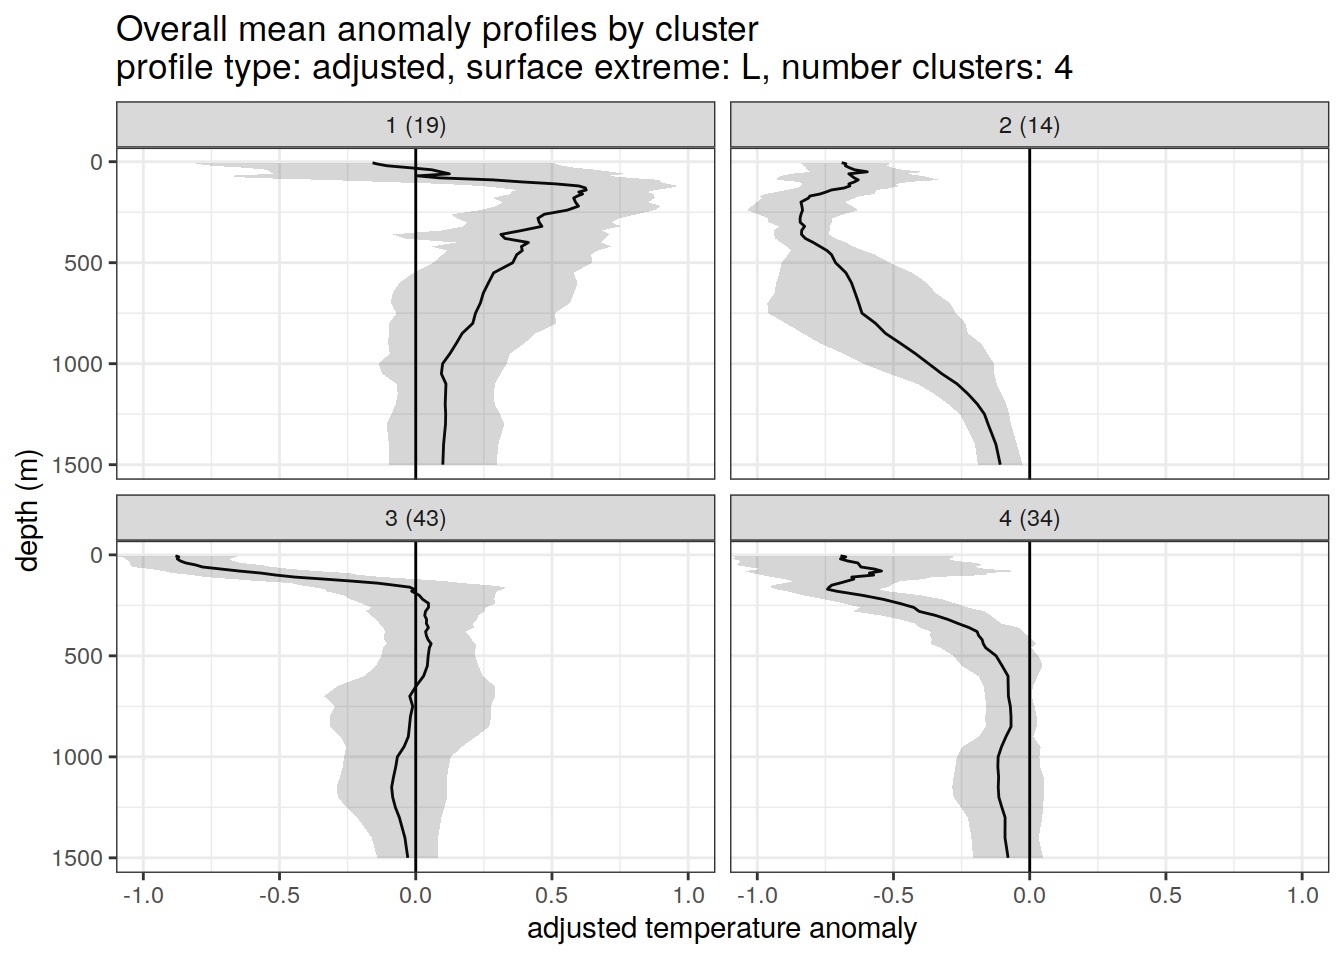 Overall mean anomaly profiles by cluster
profile type: adjusted, surface extreme: L, number clusters: 4
1 (19)
2 (14)
0
500
1000
1500
3 (43)
4 (34)
0
500
1000
1500
depth (m)
-1.0 -0.5 0.0 0.5 1.0
-1.0 -0.5 0.0 0.5 1.0
adjusted temperature anomaly